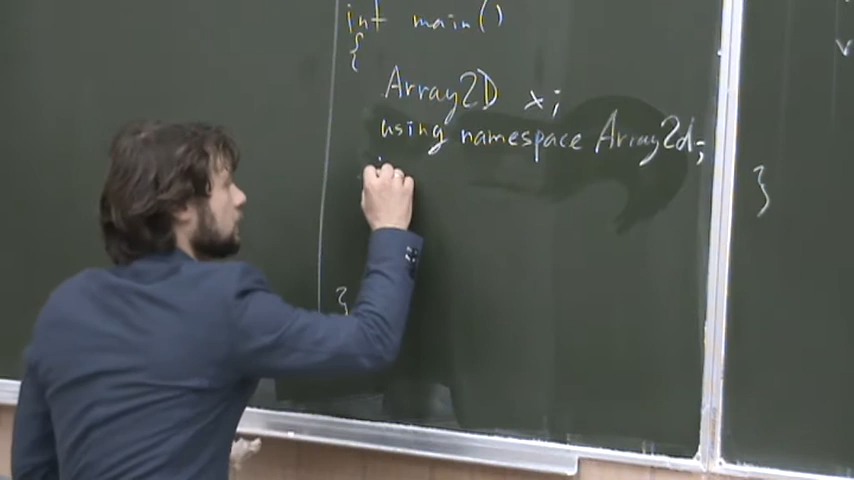 int main()
{
Array2D x;
using namespace Array2d;
}
}